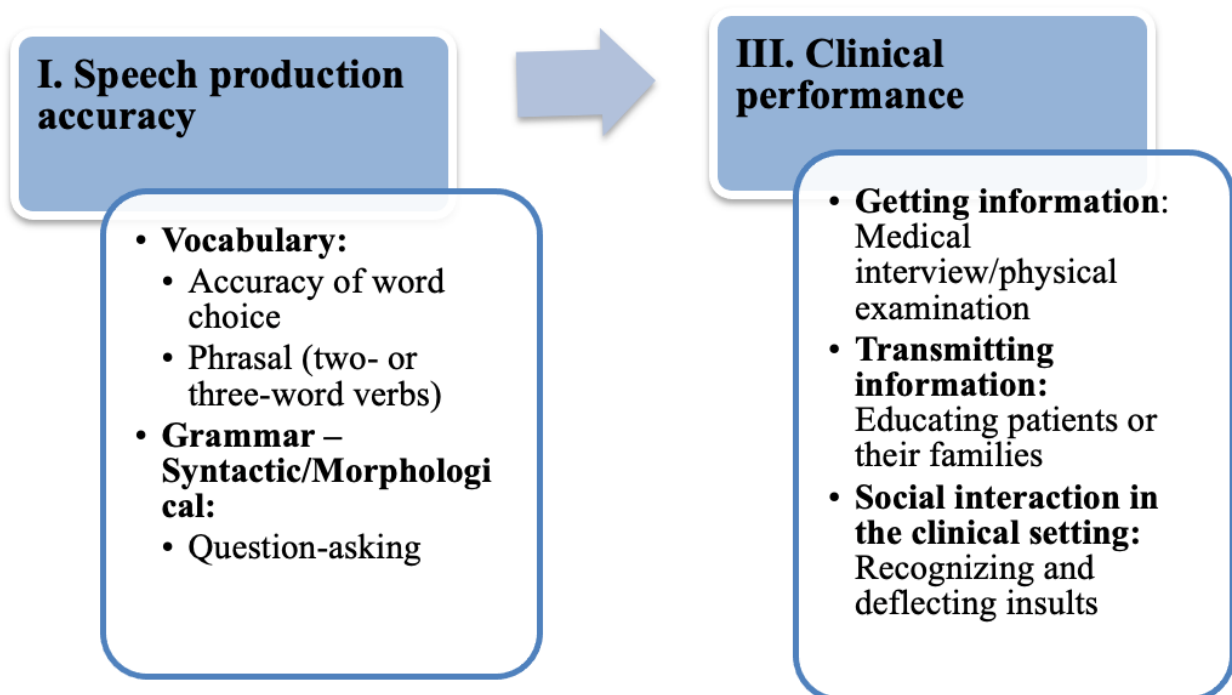 I. Speech production
accuracy
• Vocabulary:
• Accuracy of word
choice
• Phrasal (two- or
three-word verbs)
• Grammar –
Syntactic/Morphologi
cal:
• Question-asking
III. Clinical
performance
• Getting information:
Medical
interview/physical
examination
• Transmitting
information:
Educating patients or
their families
• Social interaction in
the clinical setting:
Recognizing and
deflecting insults